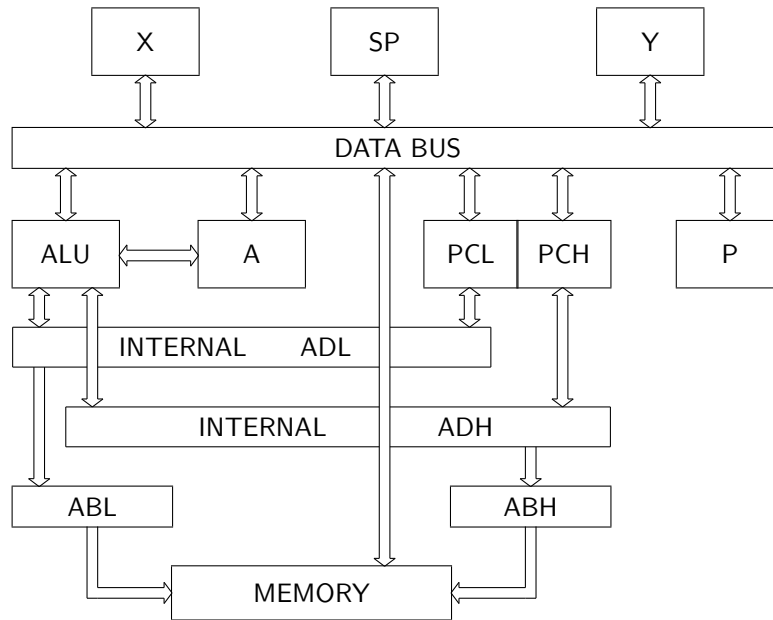 X SP Y
DATA BUS
ALU A PCL PCH P
INTERNAL ADL
INTERNAL ADH
ABL ABH
MEMORY